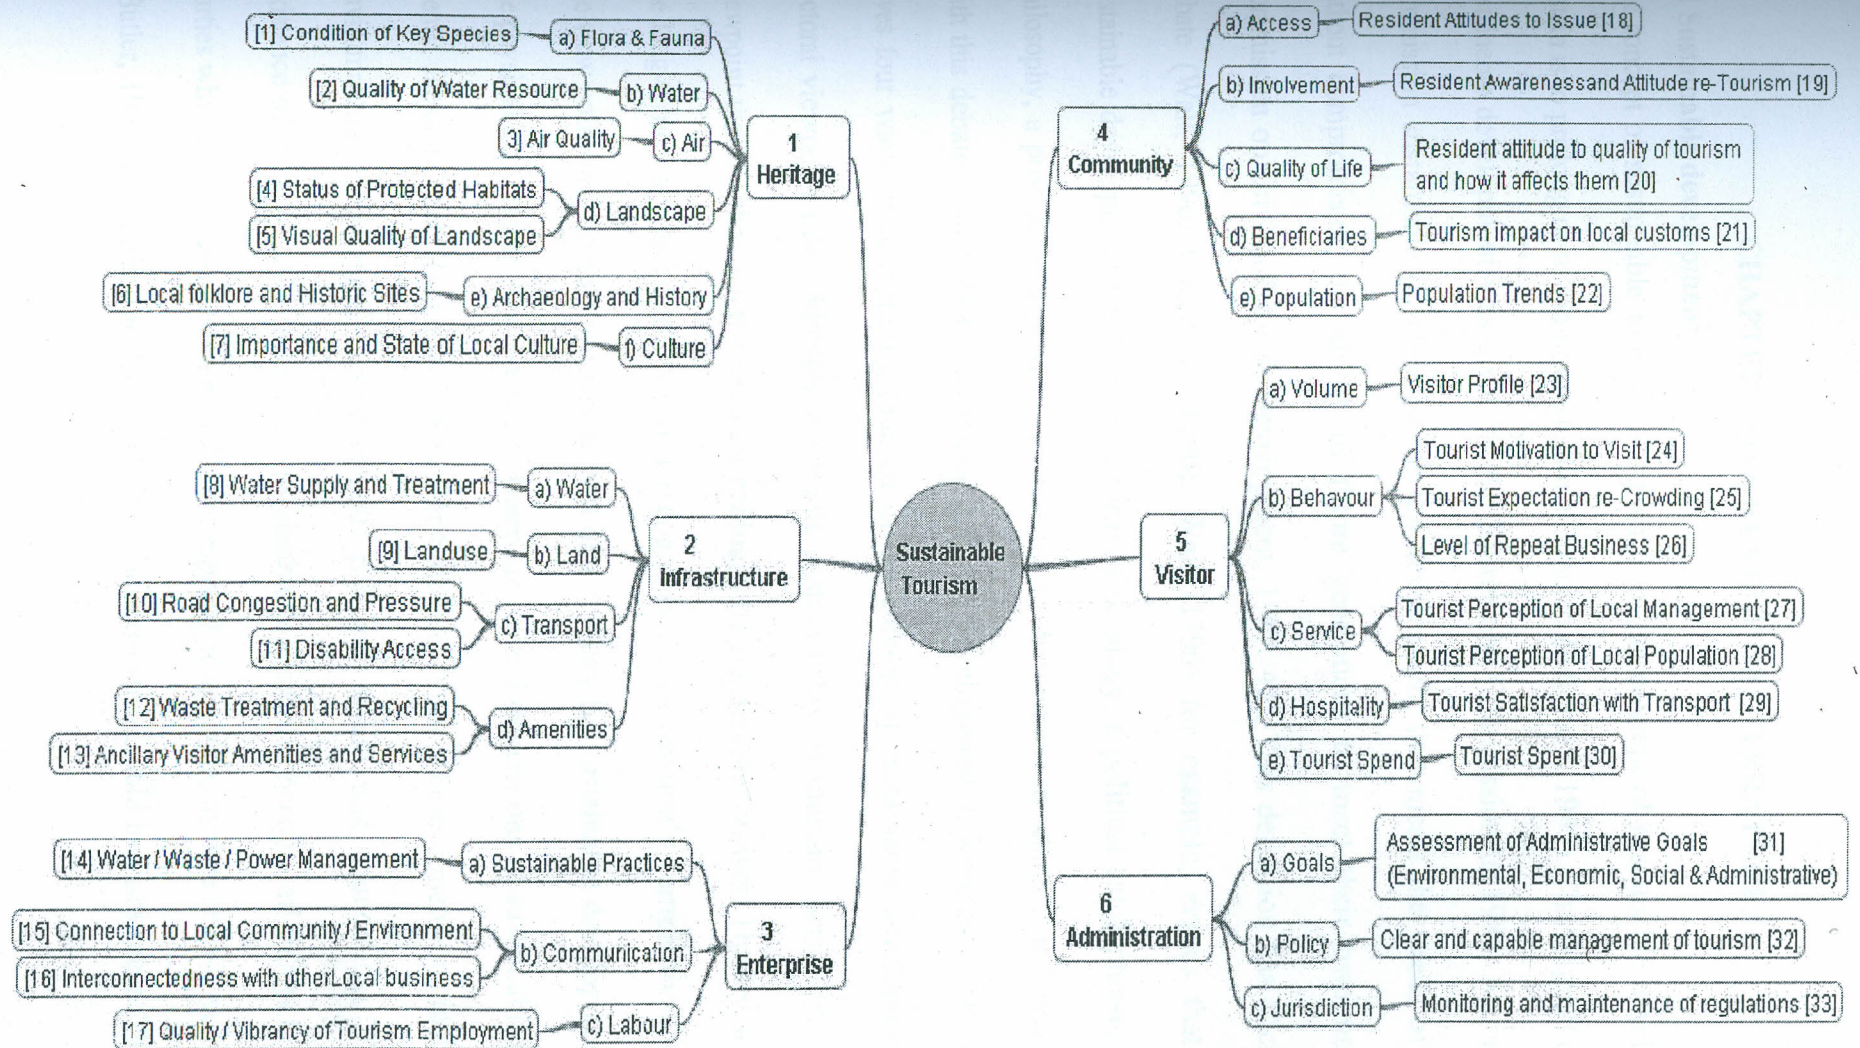 Sustainable
Tourism
1
Heritage
a) Flora & Fauna
[1] Condition of Key Species
b) Water
[2] Quality of Water Resource
c) Air
3] Air Quality
d) Landscape
[4] Status of Protected Habitats
[5] Visual Quality of Landscape
e) Archaeology and History
[6] Local folklore and Historic Sites
f) Culture
[7] Importance and State of Local Culture
2
Infrastructure
a) Water
[8] Water Supply and Treatment
b) Land
[9] Landuse
c) Transport
[10] Road Congestion and Pressure
[11] Disability Access
d) Amenities
[12] Waste Treatment and Recycling
[13] Ancillary Visitor Amenities and Services
3
Enterprise
a) Sustainable Practices
[14] Water / Waste / Power Management
b) Communication
[15] Connection to Local Community / Environment
[16] Interconnectedness with otherLocal business
c) Labour
[17] Quality / Vibrancy of Tourism Employment
4
Community
a) Access
Resident Attitudes to Issue [18]
b) Involvement
Resident Awarenessand Attitude re-Tourism [19]
c) Quality of Life
Resident attitude to quality of tourism
and how it affects them [20]
d) Beneficiaries
Tourism impact on local customs [21]
e) Population
Population Trends [22]
5
Visitor
a) Volume
Visitor Profile [23]
b) Behavour
Tourist Motivation to Visit [24]
Tourist Expectation re-Crowding [25]
Level of Repeat Business [26]
c) Service
Tourist Perception of Local Management [27]
Tourist Perception of Local Population [28]
d) Hospitality
Tourist Satisfaction with Transport [29]
e) Tourist Spend
Tourist Spent [30]
6
Administration
a) Goals
Assessment of Administrative Goals [31]
(Environmental, Economic, Social & Administrative)
b) Policy
Clear and capable management of tourism [32]
c) Jurisdiction
Monitoring and maintenance of regulations [33]